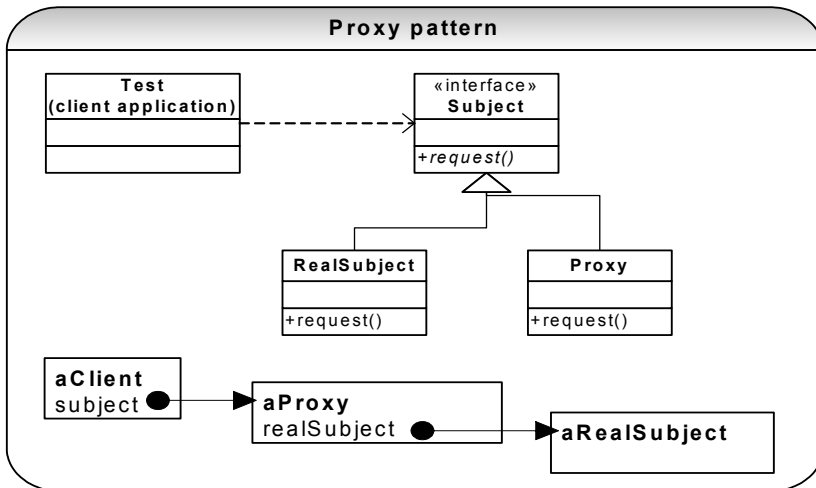 Proxy pattern
Test
(client application)
«interface»
Subject
+request()
RealSubject
+request()
Proxy
+request()
aClient
subject
aProxy
realSubject
aRealSubject